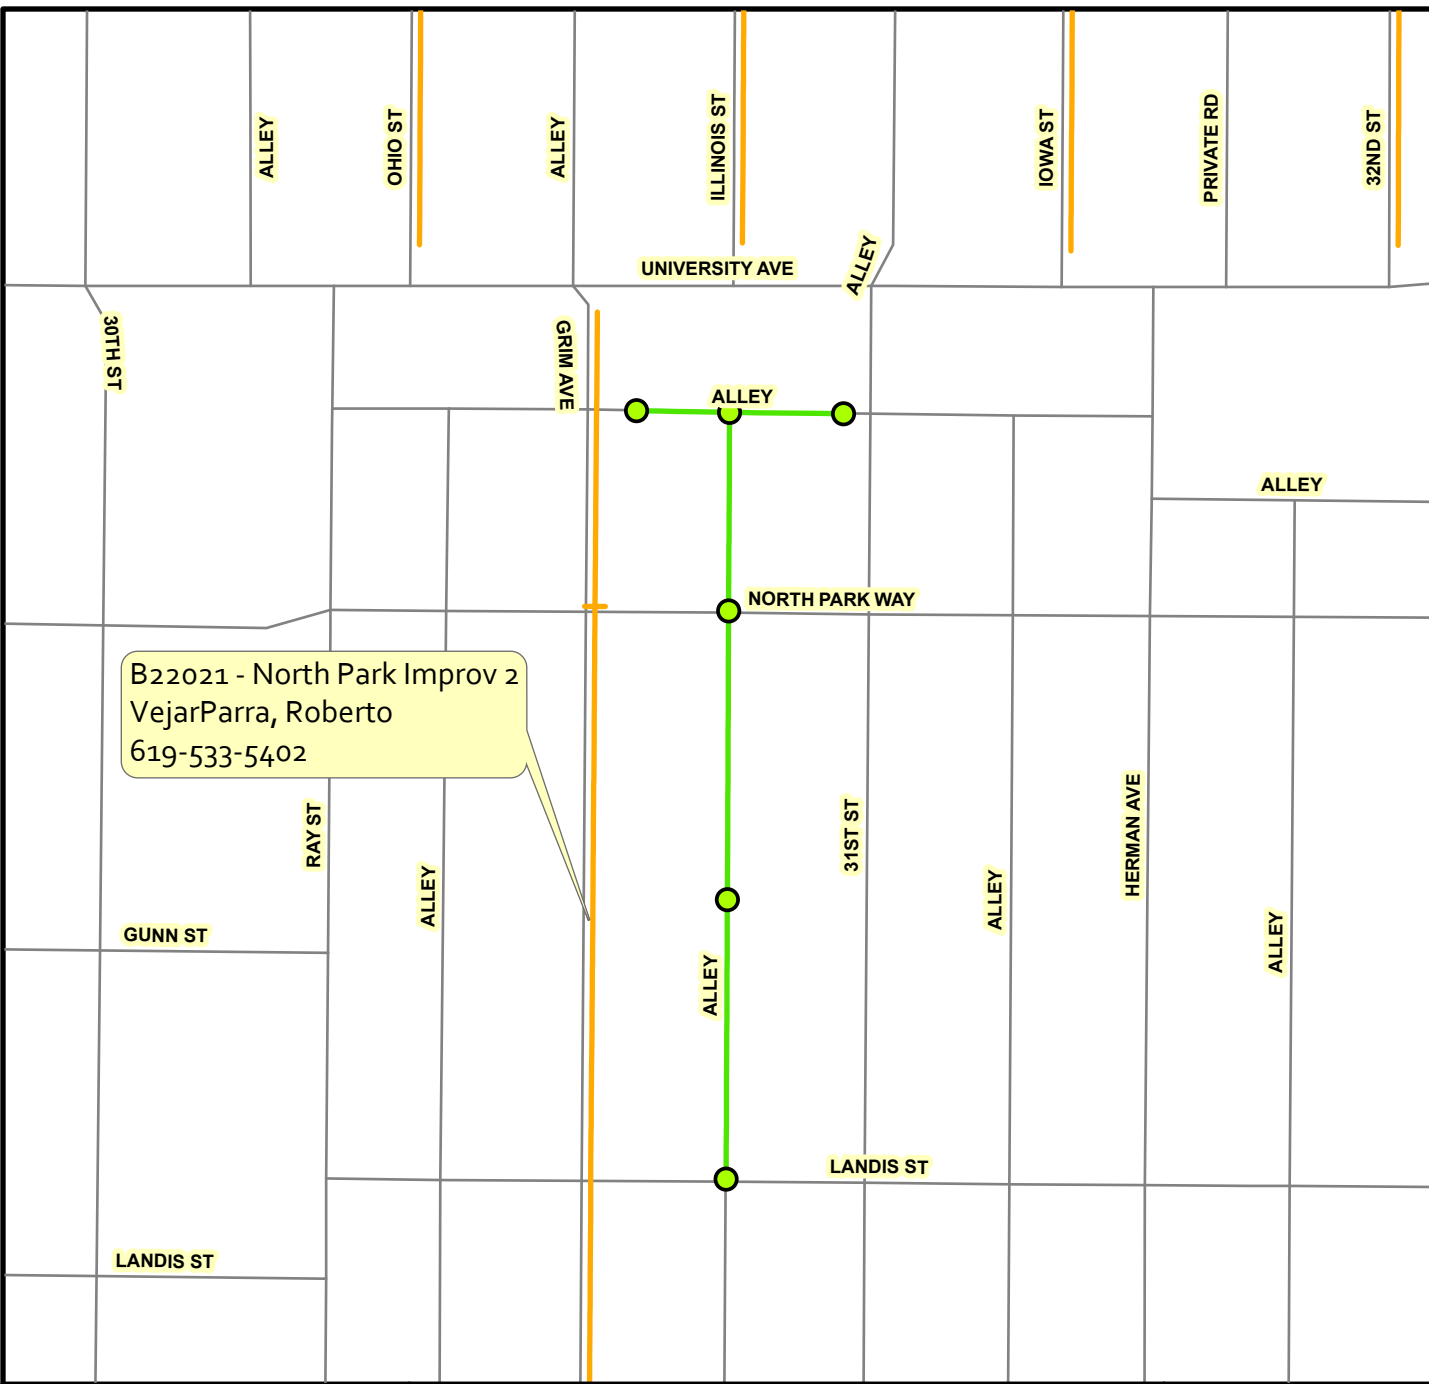 ALLEY
OHIO ST
ALLEY
ILLINOIS ST
IOWA ST
PRIVATE RD
32ND ST
UNIVERSITY AVE
ALLEY
30TH ST
GRIM AVE
ALLEY
ALLEY
NORTH PARK WAY
B22021 - North Park Improv 2
VejarParra, Roberto
619-533-5402
RAY ST
ALLEY
31ST ST
ALLEY
HERMAN AVE
ALLEY
GUNN ST
ALLEY
LANDIS ST
LANDIS ST